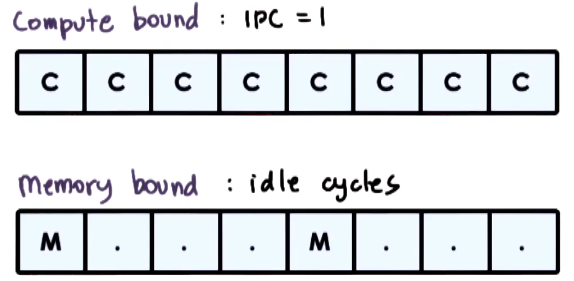 Compute bound : IPC = 1
C C C C C C C C
Memory bound : idle cycles
M . . . M . . .